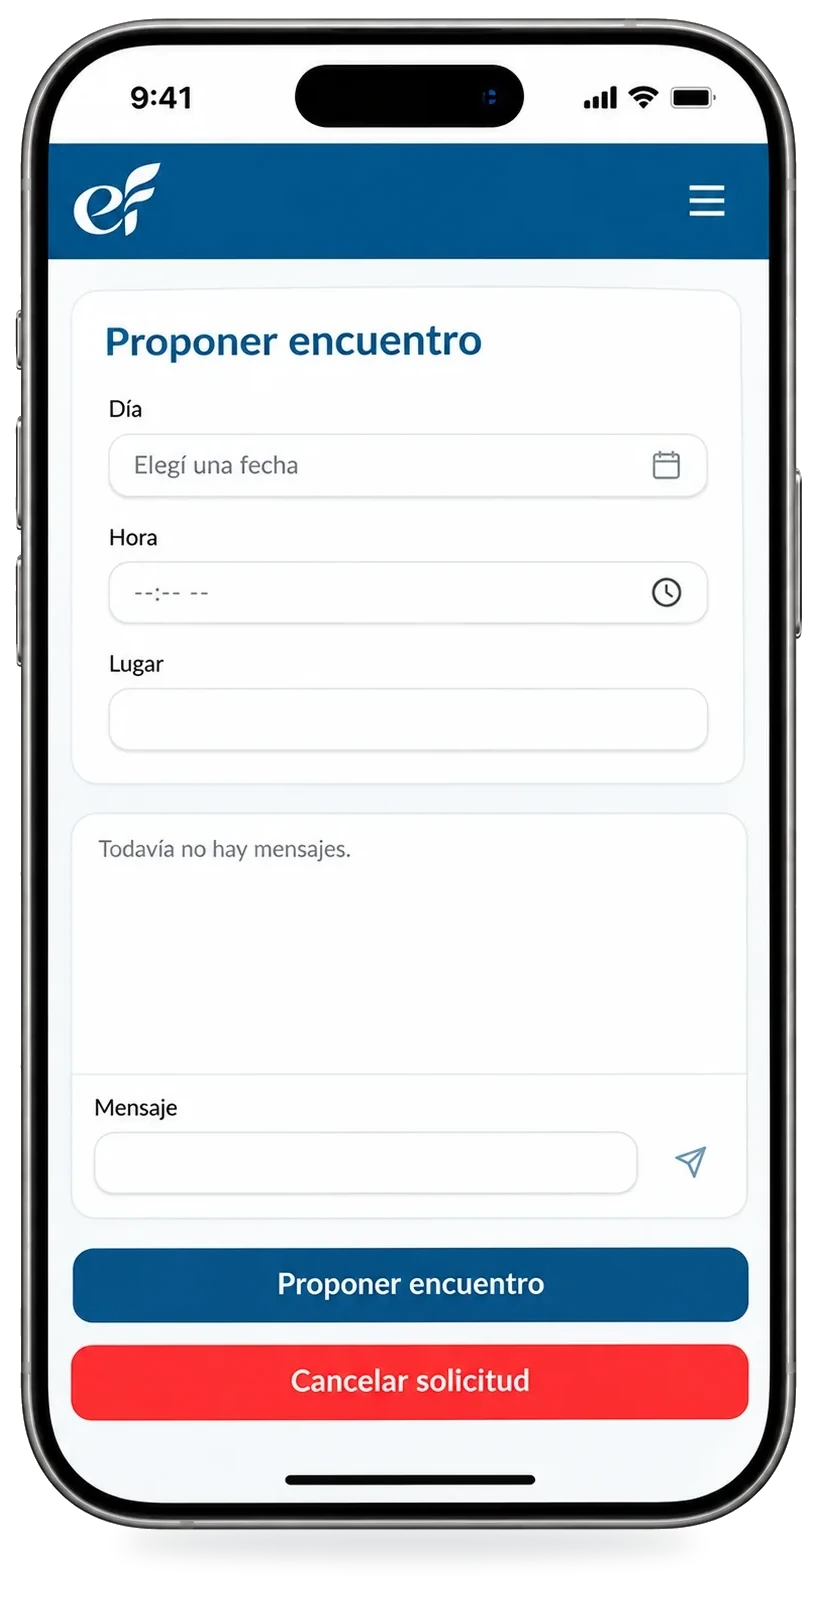 9:41
ef
Proponer encuentro
Día
Elegí una fecha
Hora
--:-- --
Lugar
Todavía no hay mensajes.
Mensaje
Proponer encuentro
Cancelar solicitud